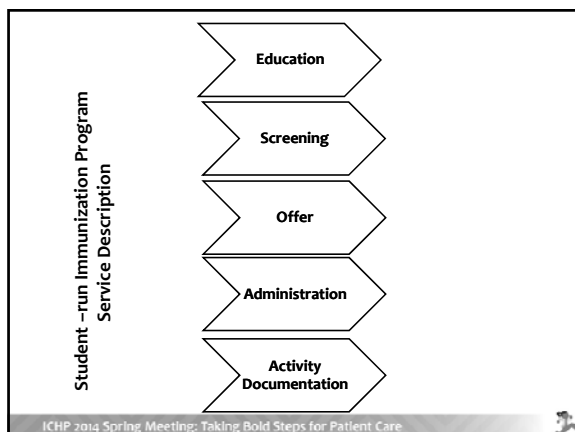 Student –run Immunization Program
Service Description
Education
Screening
Offer
Administration
Activity
Documentation
ICHP 2014 Spring Meeting: Taking Bold Steps for Patient Care